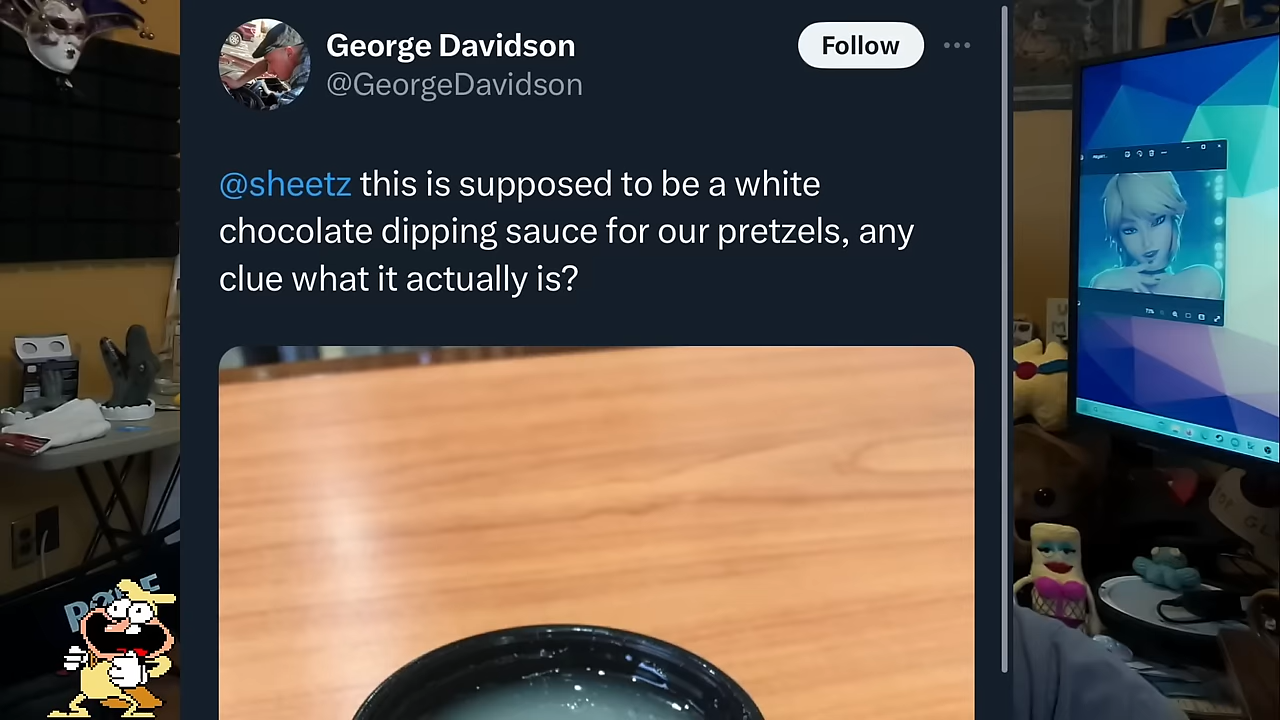 George Davidson
Follow
@GeorgeDavidson
@sheetz this is supposed to be a white
chocolate dipping sauce for our pretzels, any
clue what it actually is?